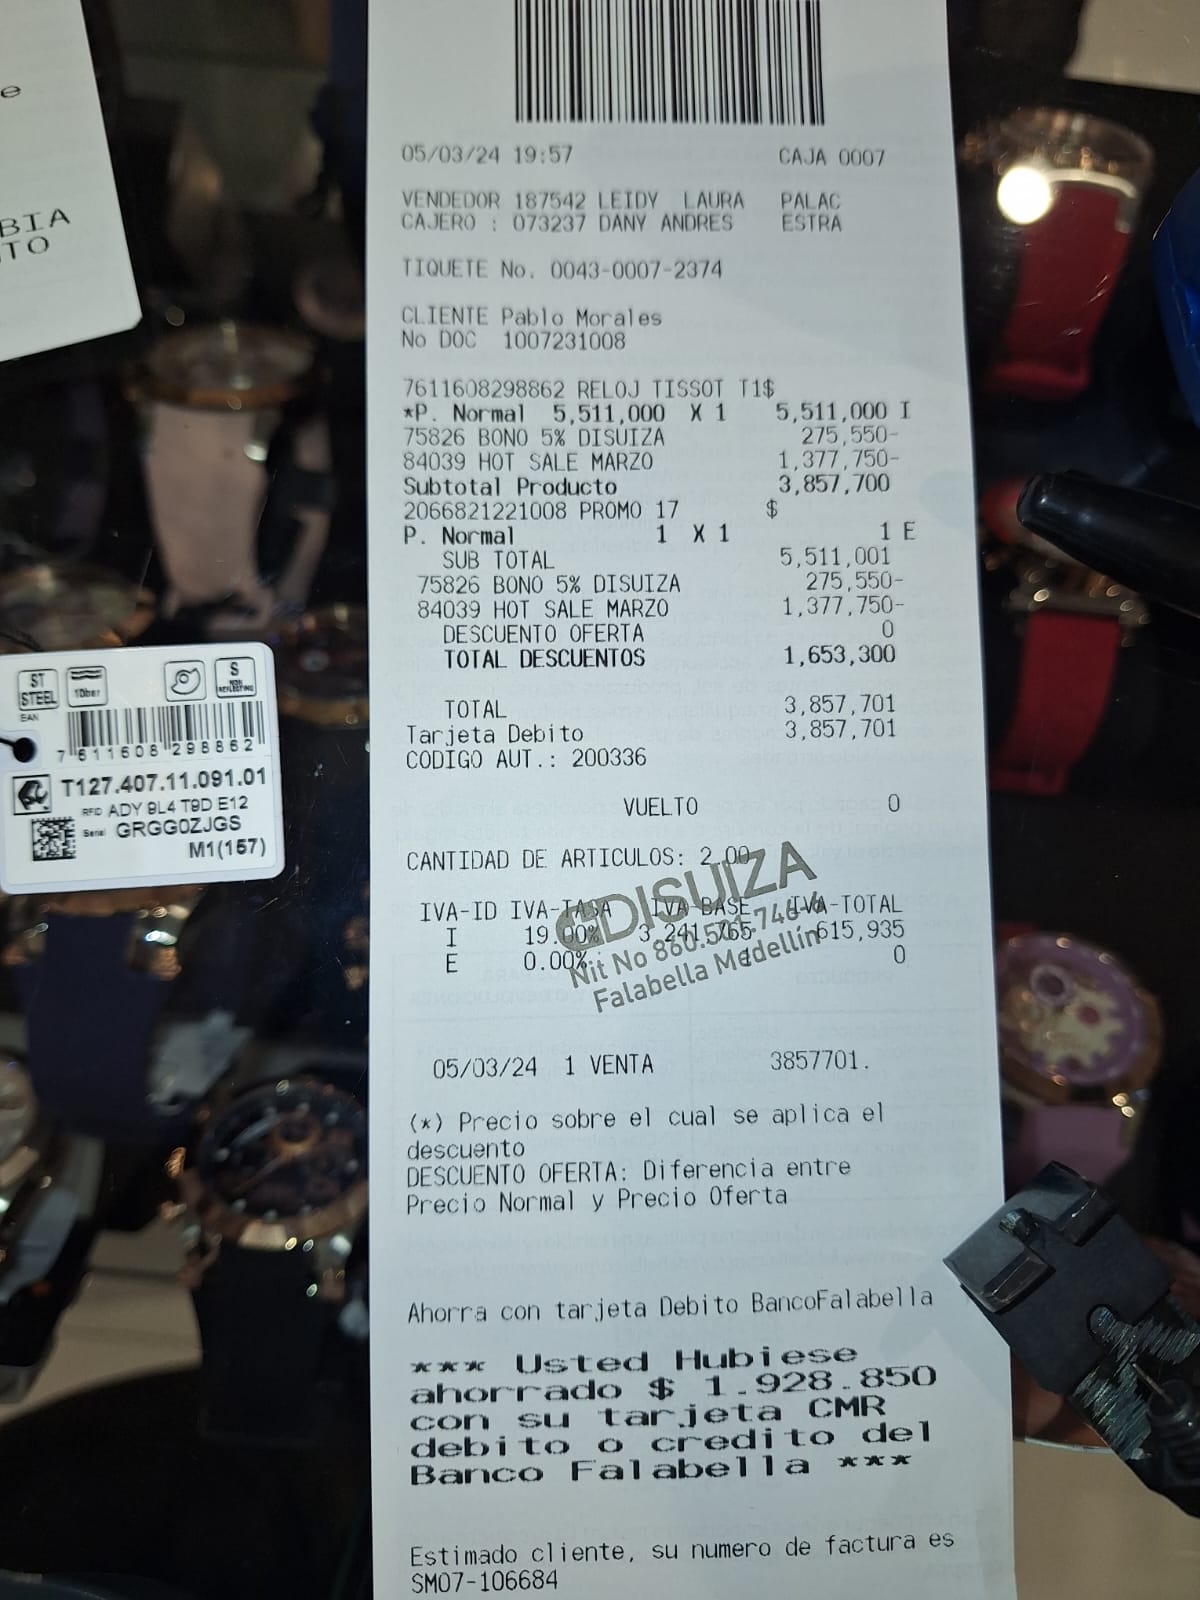 e
BIA
TO
05/03/24 19:57 CAJA 0007
VENDEDOR 187542 LEIDY LAURA PALAC
CAJERO : 073237 DANY ANDRES ESTRA
TIQUETE No. 0043-0007-2374
CLIENTE Pablo Morales
No DOC 1007231008
7611608298862 RELOJ TISSOT T1$
*P. Normal 5,511,000 X 1 5,511,000 I
75826 BONO 5% DISUIZA 275,550-
84039 HOT SALE MARZO 1,377,750-
Subtotal Producto 3,857,700
2066821221008 PROMO 17 $
P. Normal 1 X 1 1 E
SUB TOTAL 5,511,001
75826 BONO 5% DISUIZA 275,550-
84039 HOT SALE MARZO 1,377,750-
DESCUENTO OFERTA 0
TOTAL DESCUENTOS 1,653,300
TOTAL 3,857,701
Tarjeta Debito 3,857,701
CODIGO AUT.: 200336
VUELTO 0
CANTIDAD DE ARTICULOS: 2,00
IVA-ID IVA-TASA IVA-BASE IVA-TOTAL
I 19.00% 3,241,765 615,935
E 0.00% 0
DISUIZA
Nit No 860.501.746-
Falabella Medellín
05/03/24 1 VENTA 3857701.
(*) Precio sobre el cual se aplica el
descuento
DESCUENTO OFERTA: Diferencia entre
Precio Normal y Precio Oferta
Ahorra con tarjeta Debito BancoFalabella
*** Usted Hubiese
ahorrado $ 1.928.850
con su tarjeta CMR
debito o credito del
Banco Falabella ***
Estimado cliente, su numero de factura es
SM07-106684
ST
STEEL
10bar
S
NON
REFLECTING
EAN
7 611608 298862
T127.407.11.091.01
RFD ADY 9L4 T9D E12
Serial GRGG0ZJGS
M1(157)